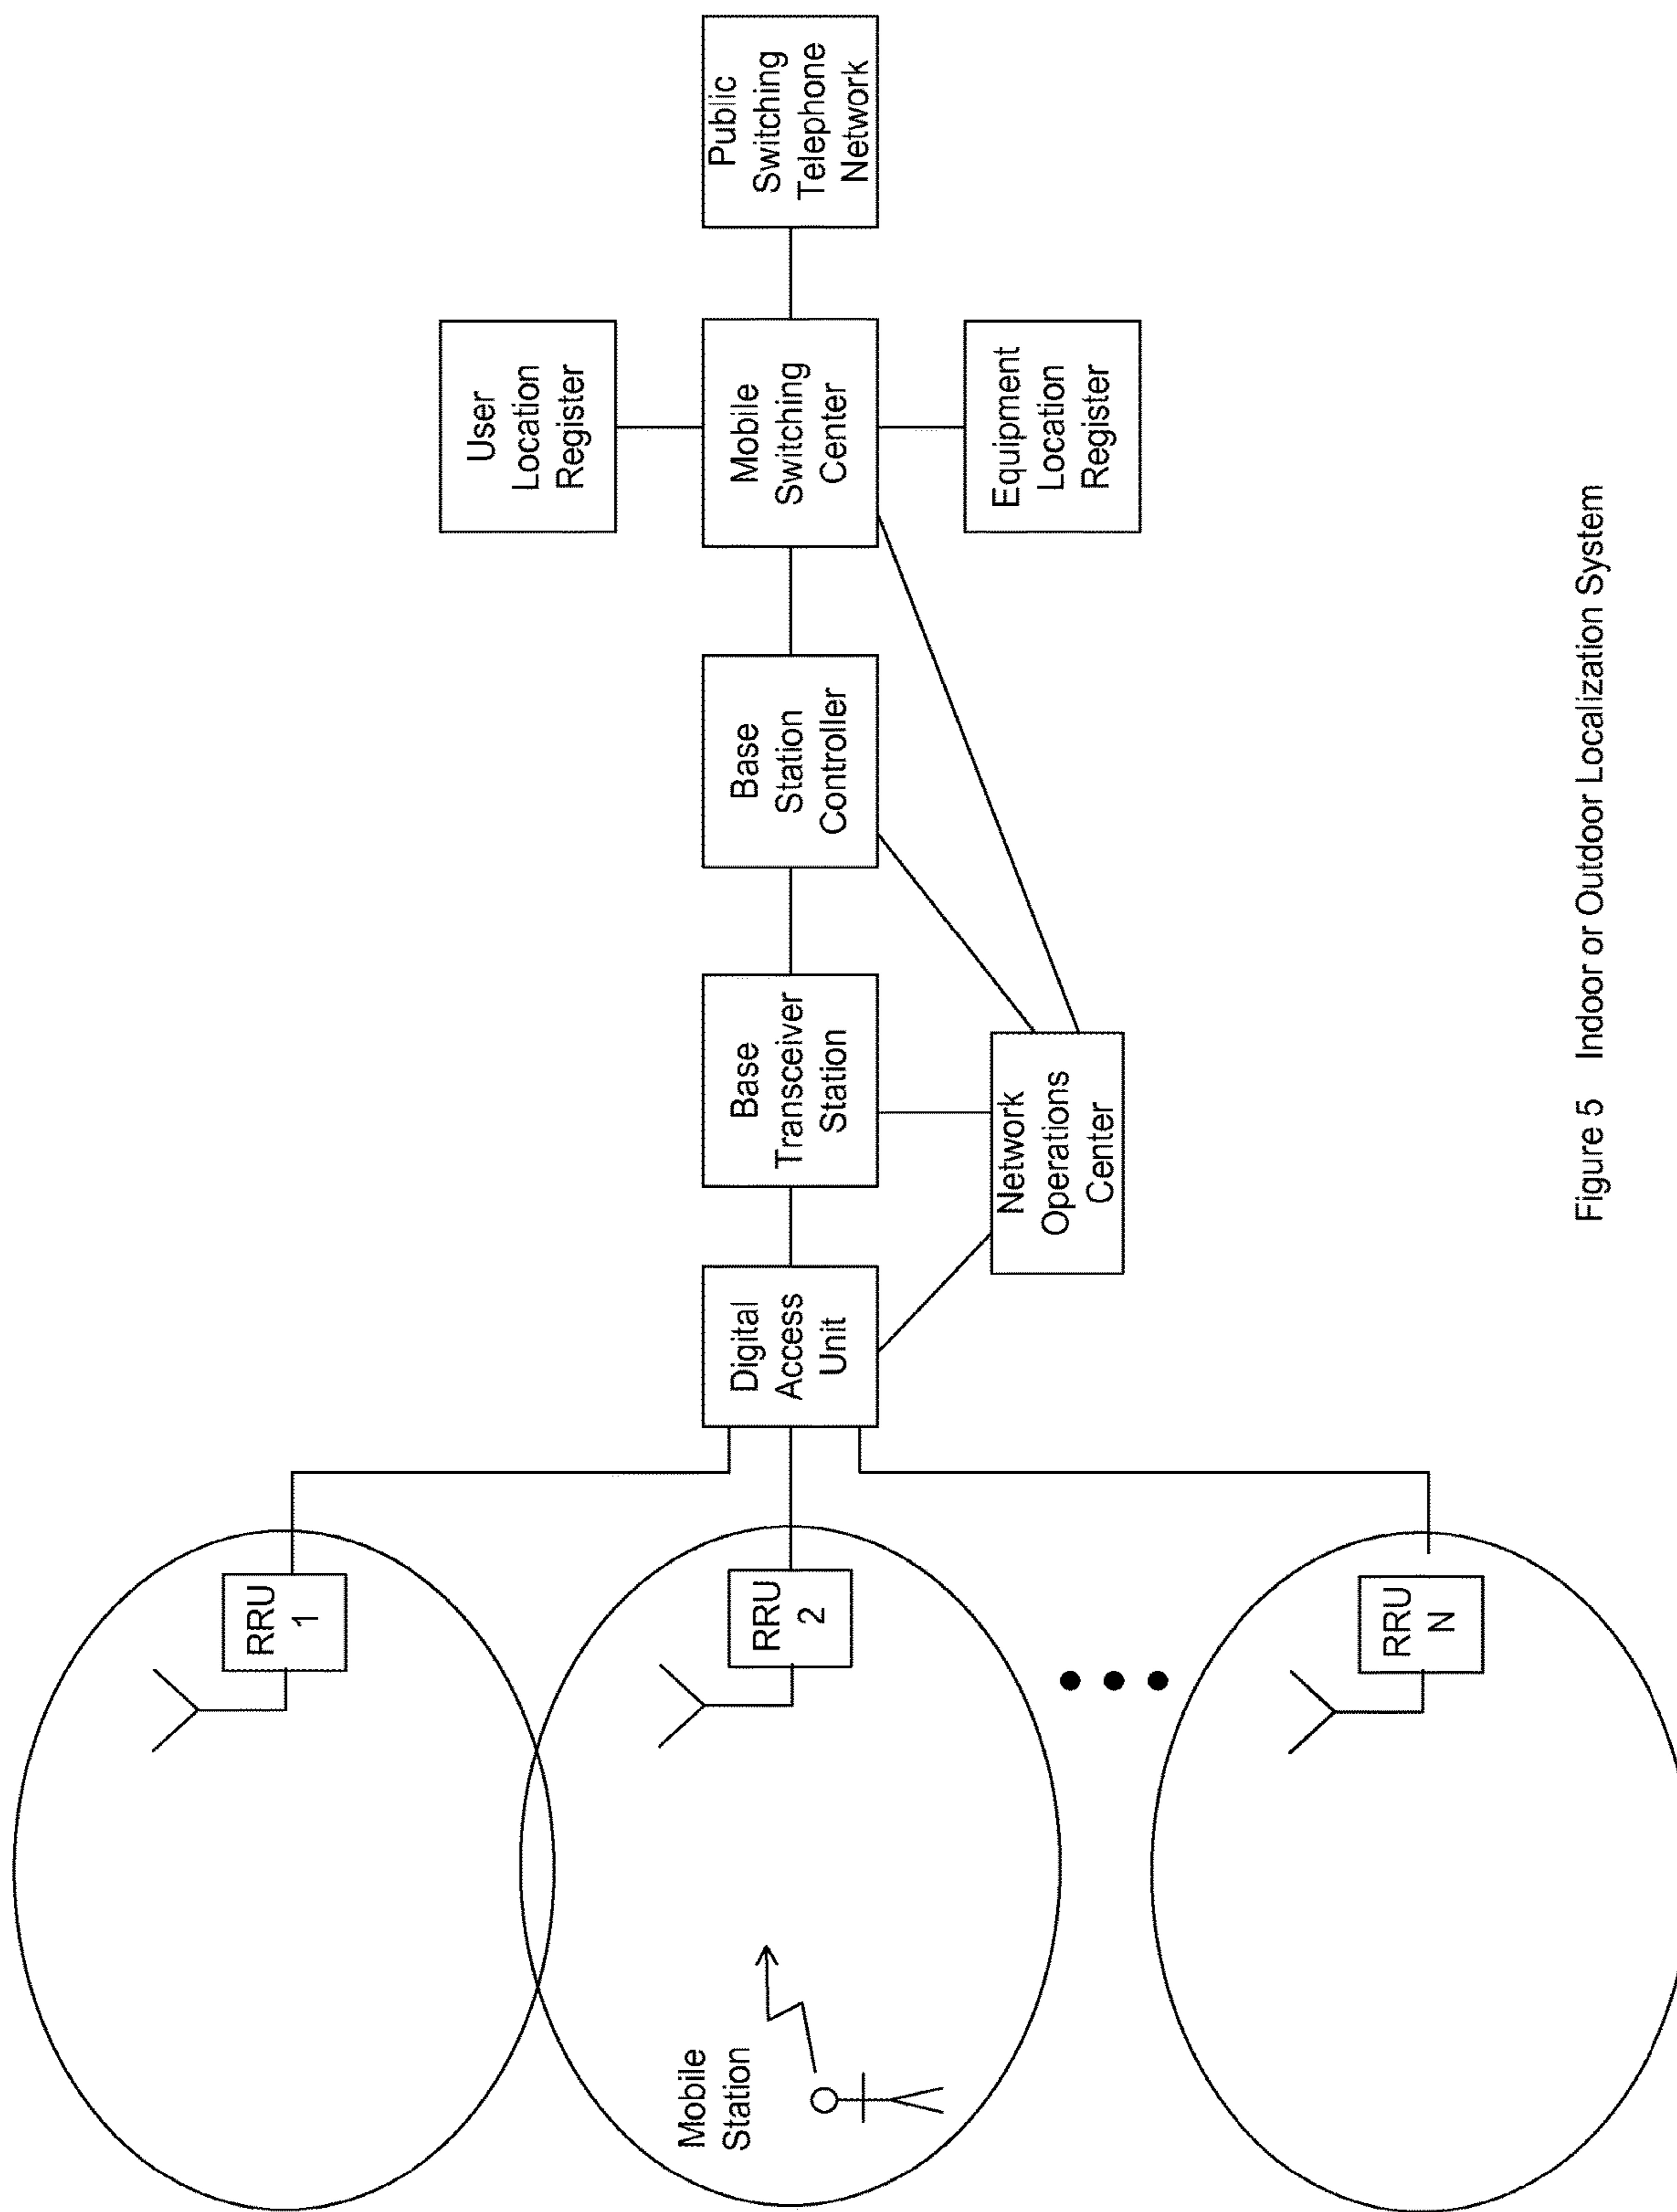 RRU
1
RRU
2
RRU
N
Mobile
Station
Digital
Access
Unit
Base
Transceiver
Station
Network
Operations
Center
Base
Station
Controller
User
Location
Register
Mobile
Switching
Center
Equipment
Location
Register
Public
Switching
Telephone
Network
Figure 5 Indoor or Outdoor Localization System